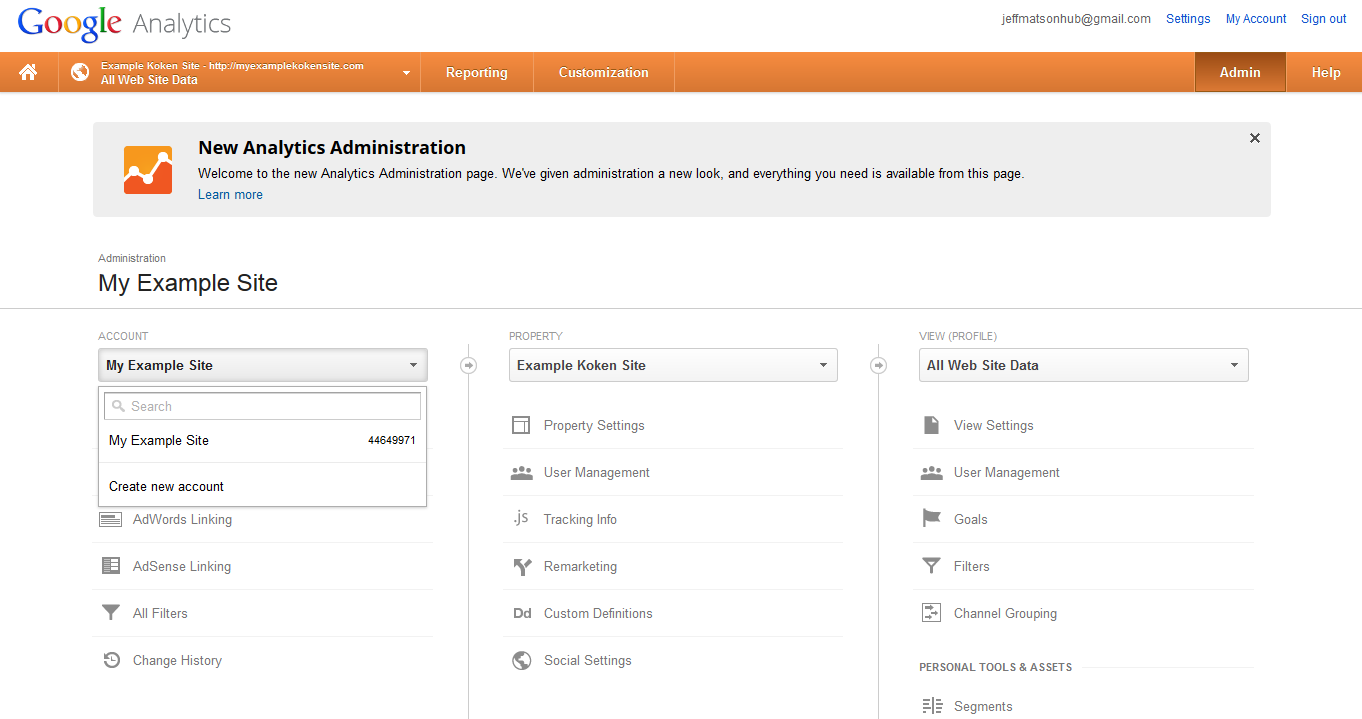 Google Analytics
jeffmatsonhub@gmail.com Settings My Account Sign out
Example Koken Site - http://myexamplekokensite.com
All Web Site Data
Reporting Customization Admin Help
New Analytics Administration
Welcome to the new Analytics Administration page. We've given administration a new look, and everything you need is available from this page.
Learn more
Administration
My Example Site
ACCOUNT
My Example Site
Search
My Example Site 44649971
Create new account
AdWords Linking
AdSense Linking
All Filters
Change History
PROPERTY
Example Koken Site
Property Settings
User Management
.js Tracking Info
Remarketing
Dd Custom Definitions
Social Settings
VIEW (PROFILE)
All Web Site Data
View Settings
User Management
Goals
Filters
Channel Grouping
PERSONAL TOOLS & ASSETS
Segments